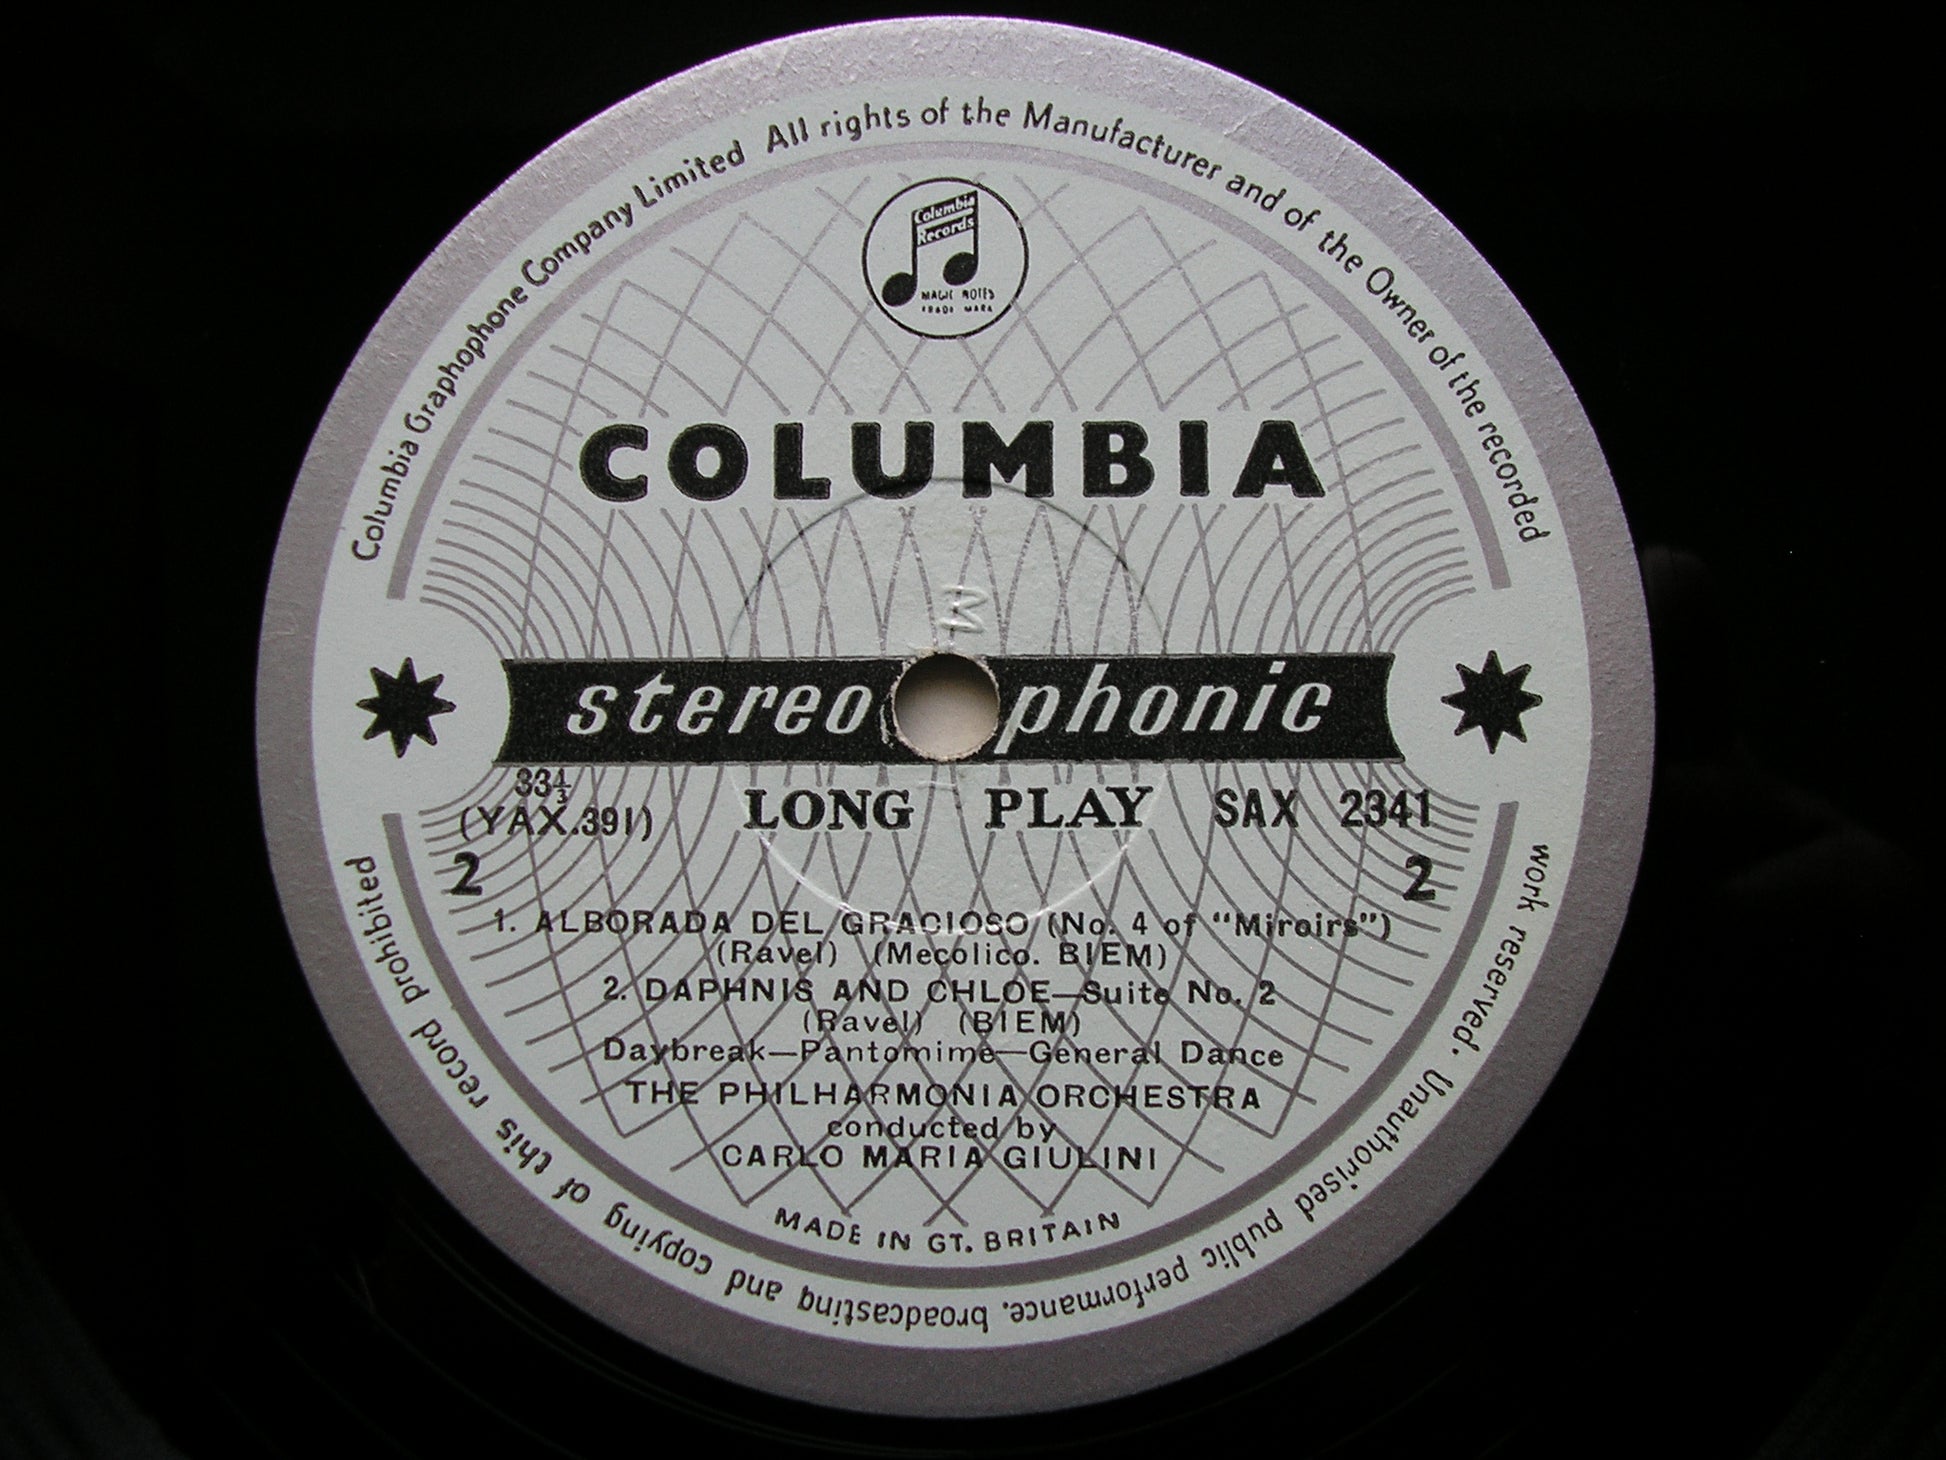 Columbia Graphophone Company Limited All rights of the Manufacturer and of the Owner of the recorded
work reserved. Unauthorised public performance, broadcasting and copying of this record prohibited
Columbia
Records
MAGIC NOTES
TRADE MARK
COLUMBIA
M
stereophonic
33⅓
(YAX.391)
LONG PLAY SAX 2341
2 2
1. ALBORADA DEL GRACIOSO (No. 4 of "Miroirs")
(Ravel) (Mecolico. BIEM)
2. DAPHNIS AND CHLOE—Suite No. 2
(Ravel) (BIEM)
Daybreak—Pantomime—General Dance
THE PHILHARMONIA ORCHESTRA
conducted by
CARLO MARIA GIULINI
MADE IN GT. BRITAIN